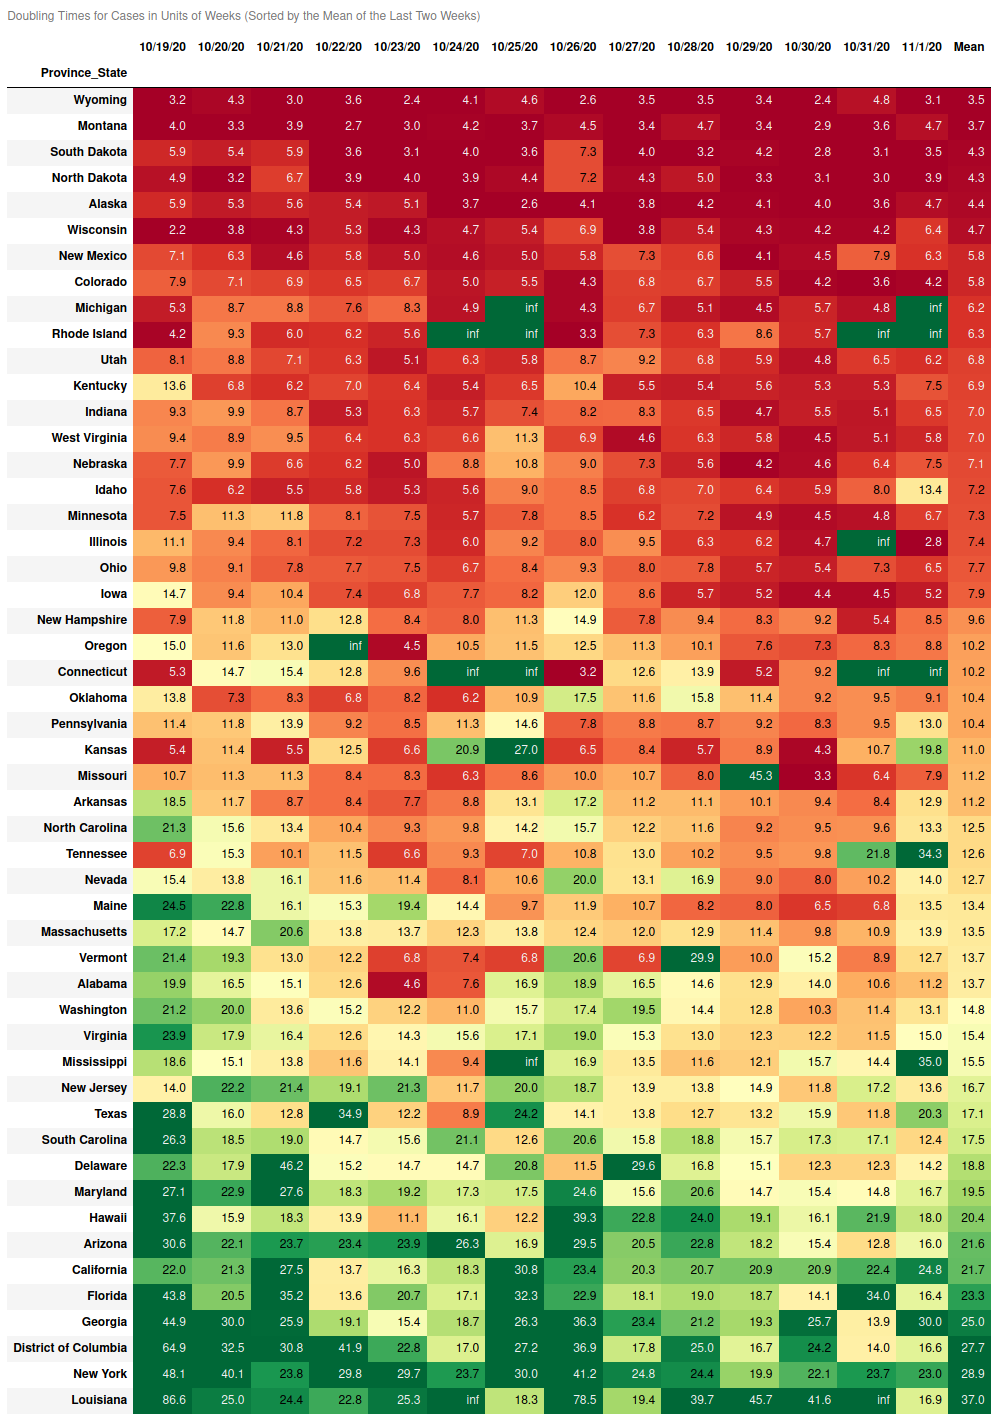 Doubling Times for Cases in Units of Weeks (Sorted by the Mean of the Last Two Weeks)
10/19/20 10/20/20 10/21/20 10/22/20 10/23/20 10/24/20 10/25/20 10/26/20 10/27/20 10/28/20 10/29/20 10/30/20 10/31/20 11/1/20 Mean
Province_State
Wyoming 3.2 4.3 3.0 3.6 2.4 4.1 4.6 2.6 3.5 3.5 3.4 2.4 4.8 3.1 3.5
Montana 4.0 3.3 3.9 2.7 3.0 4.2 3.7 4.5 3.4 4.7 3.4 2.9 3.6 4.7 3.7
South Dakota 5.9 5.4 5.9 3.6 3.1 4.0 3.6 7.3 4.0 3.2 4.2 2.8 3.1 3.5 4.3
North Dakota 4.9 3.2 6.7 3.9 4.0 3.9 4.4 7.2 4.3 5.0 3.3 3.1 3.0 3.9 4.3
Alaska 5.9 5.3 5.6 5.4 5.1 3.7 2.6 4.1 3.8 4.2 4.1 4.0 3.6 4.7 4.4
Wisconsin 2.2 3.8 4.3 5.3 4.3 4.7 5.4 6.9 3.8 5.4 4.3 4.2 4.2 6.4 4.7
New Mexico 7.1 6.3 4.6 5.8 5.0 4.6 5.0 5.8 7.3 6.6 4.1 4.5 7.9 6.3 5.8
Colorado 7.9 7.1 6.9 6.5 6.7 5.0 5.5 4.3 6.8 6.7 5.5 4.2 3.6 4.2 5.8
Michigan 5.3 8.7 8.8 7.6 8.3 4.9 inf 4.3 6.7 5.1 4.5 5.7 4.8 inf 6.2
Rhode Island 4.2 9.3 6.0 6.2 5.6 inf inf 3.3 7.3 6.3 8.6 5.7 inf inf 6.3
Utah 8.1 8.8 7.1 6.3 5.1 6.3 5.8 8.7 9.2 6.8 5.9 4.8 6.5 6.2 6.8
Kentucky 13.6 6.8 6.2 7.0 6.4 5.4 6.5 10.4 5.5 5.4 5.6 5.3 5.3 7.5 6.9
Indiana 9.3 9.9 8.7 5.3 6.3 5.7 7.4 8.2 8.3 6.5 4.7 5.5 5.1 6.5 7.0
West Virginia 9.4 8.9 9.5 6.4 6.3 6.6 11.3 6.9 4.6 6.3 5.8 4.5 5.1 5.8 7.0
Nebraska 7.7 9.9 6.6 6.2 5.0 8.8 10.8 9.0 7.3 5.6 4.2 4.6 6.4 7.5 7.1
Idaho 7.6 6.2 5.5 5.8 5.3 5.6 9.0 8.5 6.8 7.0 6.4 5.9 8.0 13.4 7.2
Minnesota 7.5 11.3 11.8 8.1 7.5 5.7 7.8 8.5 6.2 7.2 4.9 4.5 4.8 6.7 7.3
Illinois 11.1 9.4 8.1 7.2 7.3 6.0 9.2 8.0 9.5 6.3 6.2 4.7 inf 2.8 7.4
Ohio 9.8 9.1 7.8 7.7 7.5 6.7 8.4 9.3 8.0 7.8 5.7 5.4 7.3 6.5 7.7
Iowa 14.7 9.4 10.4 7.4 6.8 7.7 8.2 12.0 8.6 5.7 5.2 4.4 4.5 5.2 7.9
New Hampshire 7.9 11.8 11.0 12.8 8.4 8.0 11.3 14.9 7.8 9.4 8.3 9.2 5.4 8.5 9.6
Oregon 15.0 11.6 13.0 inf 4.5 10.5 11.5 12.5 11.3 10.1 7.6 7.3 8.3 8.8 10.2
Connecticut 5.3 14.7 15.4 12.8 9.6 inf inf 3.2 12.6 13.9 5.2 9.2 inf inf 10.2
Oklahoma 13.8 7.3 8.3 6.8 8.2 6.2 10.9 17.5 11.6 15.8 11.4 9.2 9.5 9.1 10.4
Pennsylvania 11.4 11.8 13.9 9.2 8.5 11.3 14.6 7.8 8.8 8.7 9.2 8.3 9.5 13.0 10.4
Kansas 5.4 11.4 5.5 12.5 6.6 20.9 27.0 6.5 8.4 5.7 8.9 4.3 10.7 19.8 11.0
Missouri 10.7 11.3 11.3 8.4 8.3 6.3 8.6 10.0 10.7 8.0 45.3 3.3 6.4 7.9 11.2
Arkansas 18.5 11.7 8.7 8.4 7.7 8.8 13.1 17.2 11.2 11.1 10.1 9.4 8.4 12.9 11.2
North Carolina 21.3 15.6 13.4 10.4 9.3 9.8 14.2 15.7 12.2 11.6 9.2 9.5 9.6 13.3 12.5
Tennessee 6.9 15.3 10.1 11.5 6.6 9.3 7.0 10.8 13.0 10.2 9.5 9.8 21.8 34.3 12.6
Nevada 15.4 13.8 16.1 11.6 11.4 8.1 10.6 20.0 13.1 16.9 9.0 8.0 10.2 14.0 12.7
Maine 24.5 22.8 16.1 15.3 19.4 14.4 9.7 11.9 10.7 8.2 8.0 6.5 6.8 13.5 13.4
Massachusetts 17.2 14.7 20.6 13.8 13.7 12.3 13.8 12.4 12.0 12.9 11.4 9.8 10.9 13.9 13.5
Vermont 21.4 19.3 13.0 12.2 6.8 7.4 6.8 20.6 6.9 29.9 10.0 15.2 8.9 12.7 13.7
Alabama 19.9 16.5 15.1 12.6 4.6 7.6 16.9 18.9 16.5 14.6 12.9 14.0 10.6 11.2 13.7
Washington 21.2 20.0 13.6 15.2 12.2 11.0 15.7 17.4 19.5 14.4 12.8 10.3 11.4 13.1 14.8
Virginia 23.9 17.9 16.4 12.6 14.3 15.6 17.1 19.0 15.3 13.0 12.3 12.2 11.5 15.0 15.4
Mississippi 18.6 15.1 13.8 11.6 14.1 9.4 inf 16.9 13.5 11.6 12.1 15.7 14.4 35.0 15.5
New Jersey 14.0 22.2 21.4 19.1 21.3 11.7 20.0 18.7 13.9 13.8 14.9 11.8 17.2 13.6 16.7
Texas 28.8 16.0 12.8 34.9 12.2 8.9 24.2 14.1 13.8 12.7 13.2 15.9 11.8 20.3 17.1
South Carolina 26.3 18.5 19.0 14.7 15.6 21.1 12.6 20.6 15.8 18.8 15.7 17.3 17.1 12.4 17.5
Delaware 22.3 17.9 46.2 15.2 14.7 14.7 20.8 11.5 29.6 16.8 15.1 12.3 12.3 14.2 18.8
Maryland 27.1 22.9 27.6 18.3 19.2 17.3 17.5 24.6 15.6 20.6 14.7 15.4 14.8 16.7 19.5
Hawaii 37.6 15.9 18.3 13.9 11.1 16.1 12.2 39.3 22.8 24.0 19.1 16.1 21.9 18.0 20.4
Arizona 30.6 22.1 23.7 23.4 23.9 26.3 16.9 29.5 20.5 22.8 18.2 15.4 12.8 16.0 21.6
California 22.0 21.3 27.5 13.7 16.3 18.3 30.8 23.4 20.3 20.7 20.9 20.9 22.4 24.8 21.7
Florida 43.8 20.5 35.2 13.6 20.7 17.1 32.3 22.9 18.1 19.0 18.7 14.1 34.0 16.4 23.3
Georgia 44.9 30.0 25.9 19.1 15.4 18.7 26.3 36.3 23.4 21.2 19.3 25.7 13.9 30.0 25.0
District of Columbia 64.9 32.5 30.8 41.9 22.8 17.0 27.2 36.9 17.8 25.0 16.7 24.2 14.0 16.6 27.7
New York 48.1 40.1 23.8 29.8 29.7 23.7 30.0 41.2 24.8 24.4 19.9 22.1 23.7 23.0 28.9
Louisiana 86.6 25.0 24.4 22.8 25.3 inf 18.3 78.5 19.4 39.7 45.7 41.6 inf 16.9 37.0